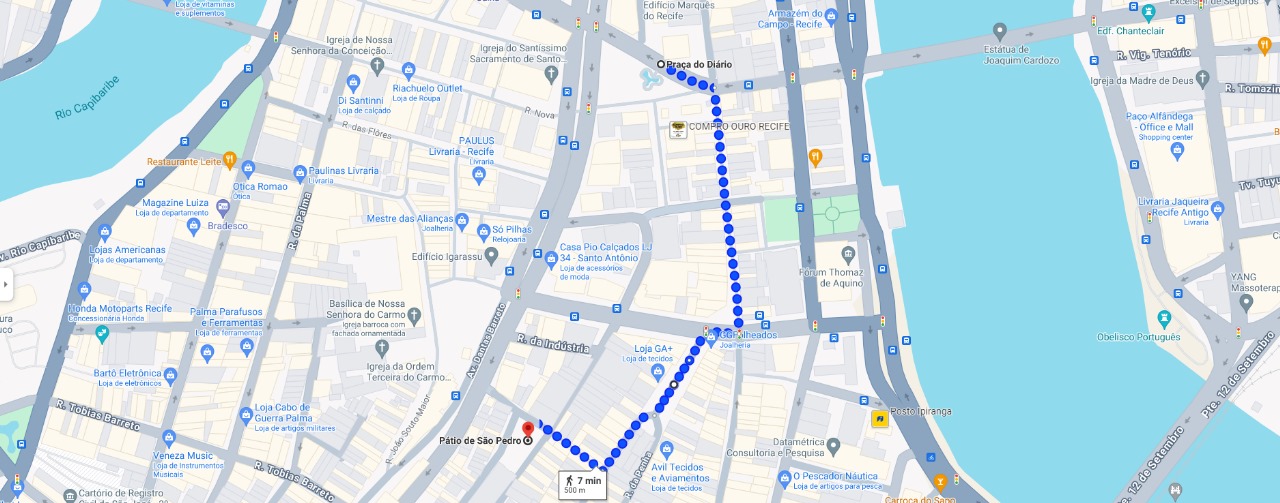 Loja de vitaminas
e suplementos
Edifício Marquês
do Recife
Armazém do
Campo - Recife
Estátua de
Joaquim Cardozo
Edf. Chanteclair
R. Vig. Tenório
Igreja da Madre de Deus
R. Tomazin
Rio Capibaribe
Igreja de Nossa
Senhora da Conceição...
Igreja do Santíssimo
Sacramento de Santo...
Praça do Diário
Di Santinni
Loja de calçado
Riachuelo Outlet
Loja de Roupa
R. Nova
R. das Flores
COMPRO OURO RECIFE
Paço Alfândega
- Office e Mall
Shopping center
PAULUS
Livraria - Recife
Livraria
Restaurante Leite
Paulinas Livraria
Livraria
Ótica Romao
Ótica
Tv. Tuyu
Magazine Luiza
Loja de departamento
Bradesco
R. da Palma
Mestre das Alianças
Joalheria
Só Pilhas
Relojoaria
Livraria Jaqueira
Recife Antigo
Livraria
v. Rio Capibaribe
Lojas Americanas
Loja de departamento
Edifício Igarassu
Casa Pio Calçados LJ
34 - Santo Antônio
Loja de acessórios
de moda
Fórum Thomaz
de Aquino
YANG
Massoterap
Honda Motoparts Recife
Concessionária Honda
Palma Parafusos
e Ferramentas
Loja de ferramentas
Basílica de Nossa
Senhora do Carmo
Igreja barroca com
fachada ornamentada
Av. Dantas Barreto
Obelisco Português
R. da Indústria
Loja GA+
Loja de tecidos
GG Folheados
Joalheria
Igreja da Ordem
Terceira do Carmo...
Bartô Eletrônica
Loja de eletrônicos
Pte. 12 de Setembro
R. Tobias Barreto
Loja Cabo de
Guerra Palma
Loja de artigos militares
R. João Souto Maior
Posto Ipiranga
Pátio de São Pedro
Veneza Music
Loja de Instrumentos
Musicais
Datamétrica
Consultoria e Pesquisa
12 de Setembro
R. Tobias Barreto
7 min
500 m
R. da Penha
Avil Tecidos
e Aviamentos
Loja de tecidos
O Pescador Náutica
Loja de artigos para pesca
Cartório de Registro
Carroça do Sapo